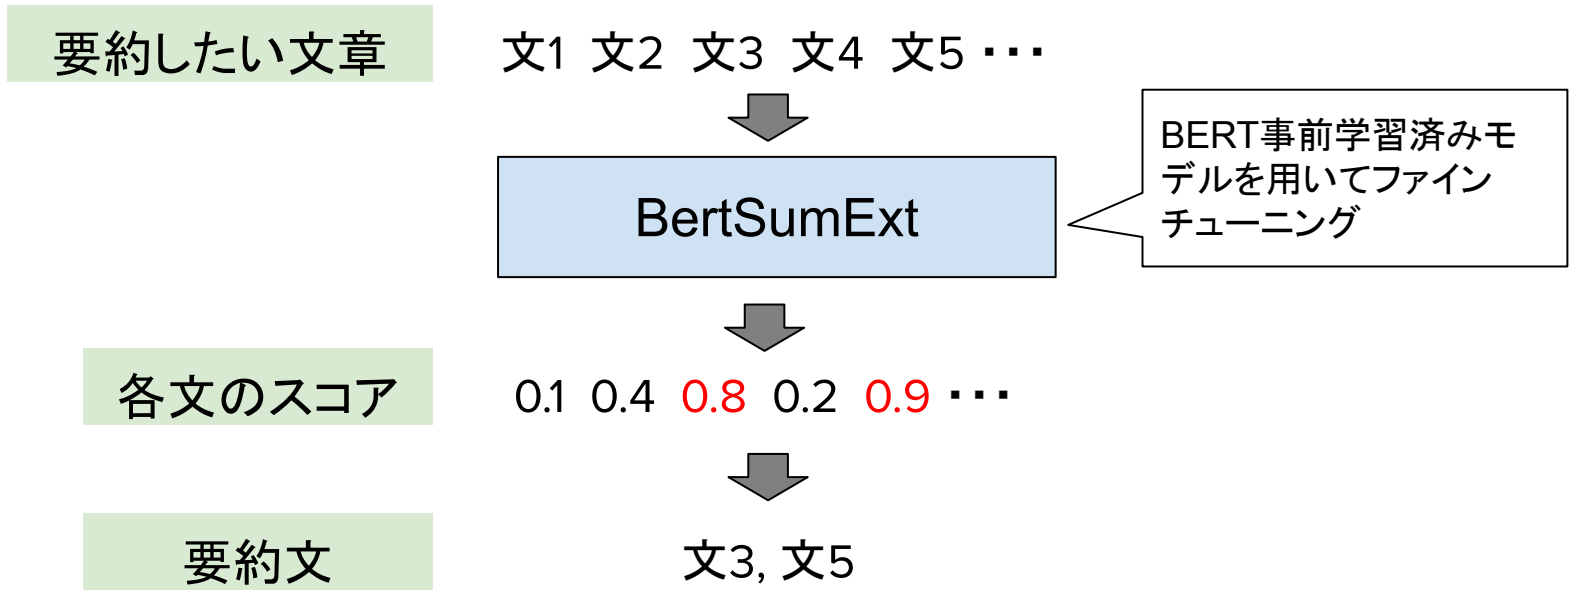 要約したい文章
文1 文2 文3 文4 文5 ･･･
BERT事前学習済みモ
デルを用いてファイン
チューニング
BertSumExt
各文のスコア
0.1 0.4 0.8 0.2 0.9 ･･･
要約文
文3, 文5